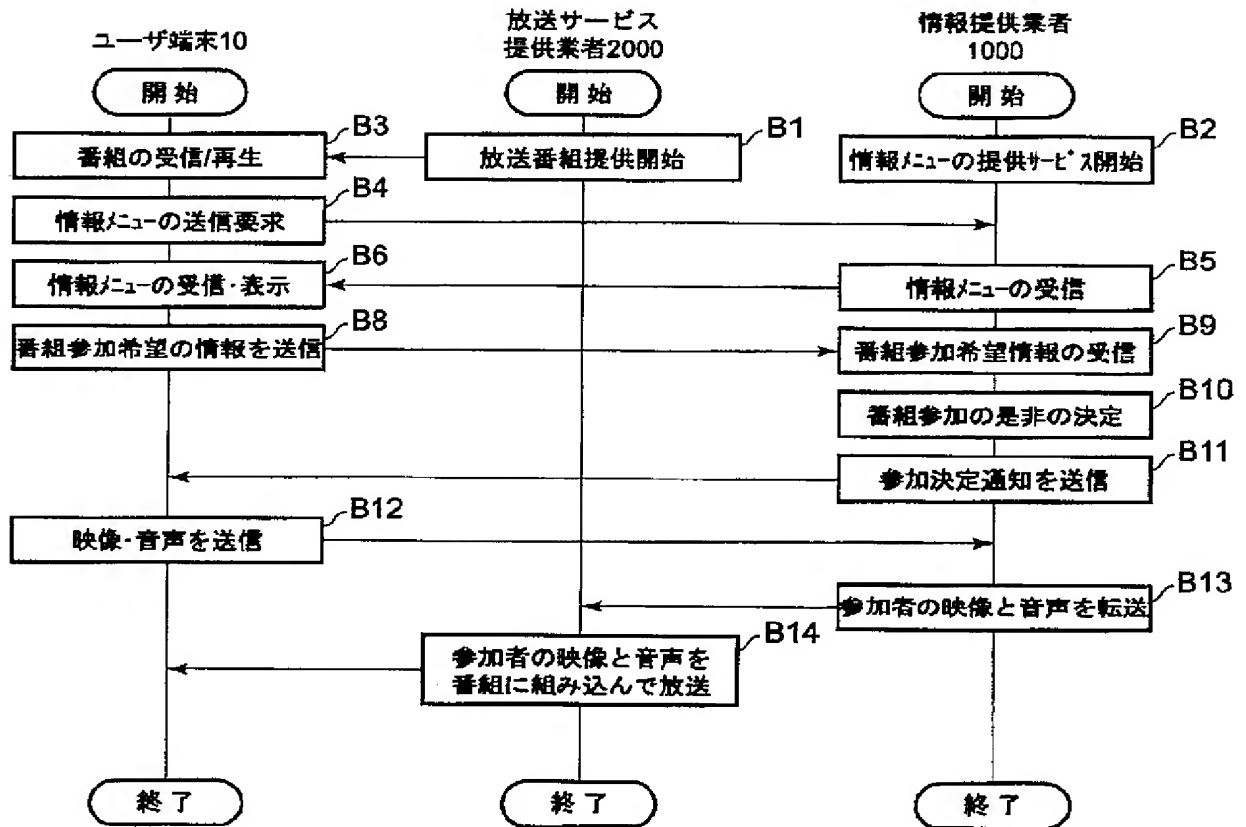 ユーザ端末10
放送サービス
提供業者2000
情報提供業者
1000
開始
開始
開始
B3
番組の受信/再生
B1
放送番組提供開始
B2
情報メニューの提供サービス開始
B4
情報メニューの送信要求
B6
情報メニューの受信・表示
B5
情報メニューの受信
B8
番組参加希望の情報を送信
B9
番組参加希望情報の受信
B10
番組参加の是非の決定
B11
参加決定通知を送信
B12
映像・音声を送信
B13
参加者の映像と音声を転送
B14
参加者の映像と音声を
番組に組み込んで放送
終了
終了
終了